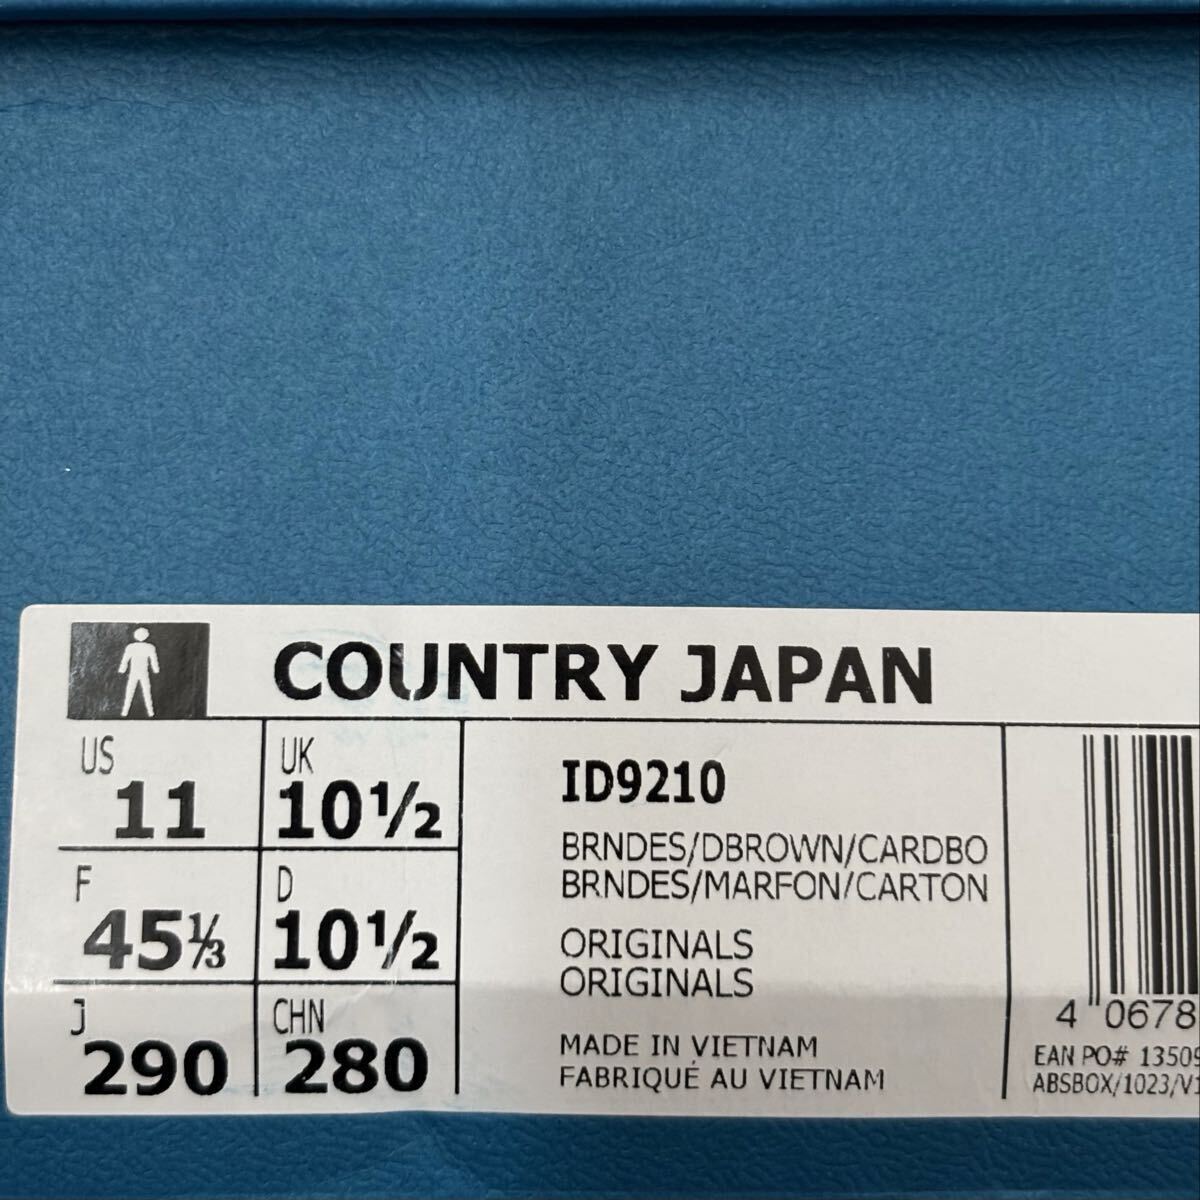 COUNTRY JAPAN
US
11
UK
10½
F
45⅓
D
10½
J
290
CHN
280
ID9210
BRNDES/DBROWN/CARDBO
BRNDES/MARFON/CARTON
ORIGINALS
ORIGINALS
MADE IN VIETNAM
FABRIQUÉ AU VIETNAM
4 "0678
EAN PO# 13509
ABSBOX/1023/V1